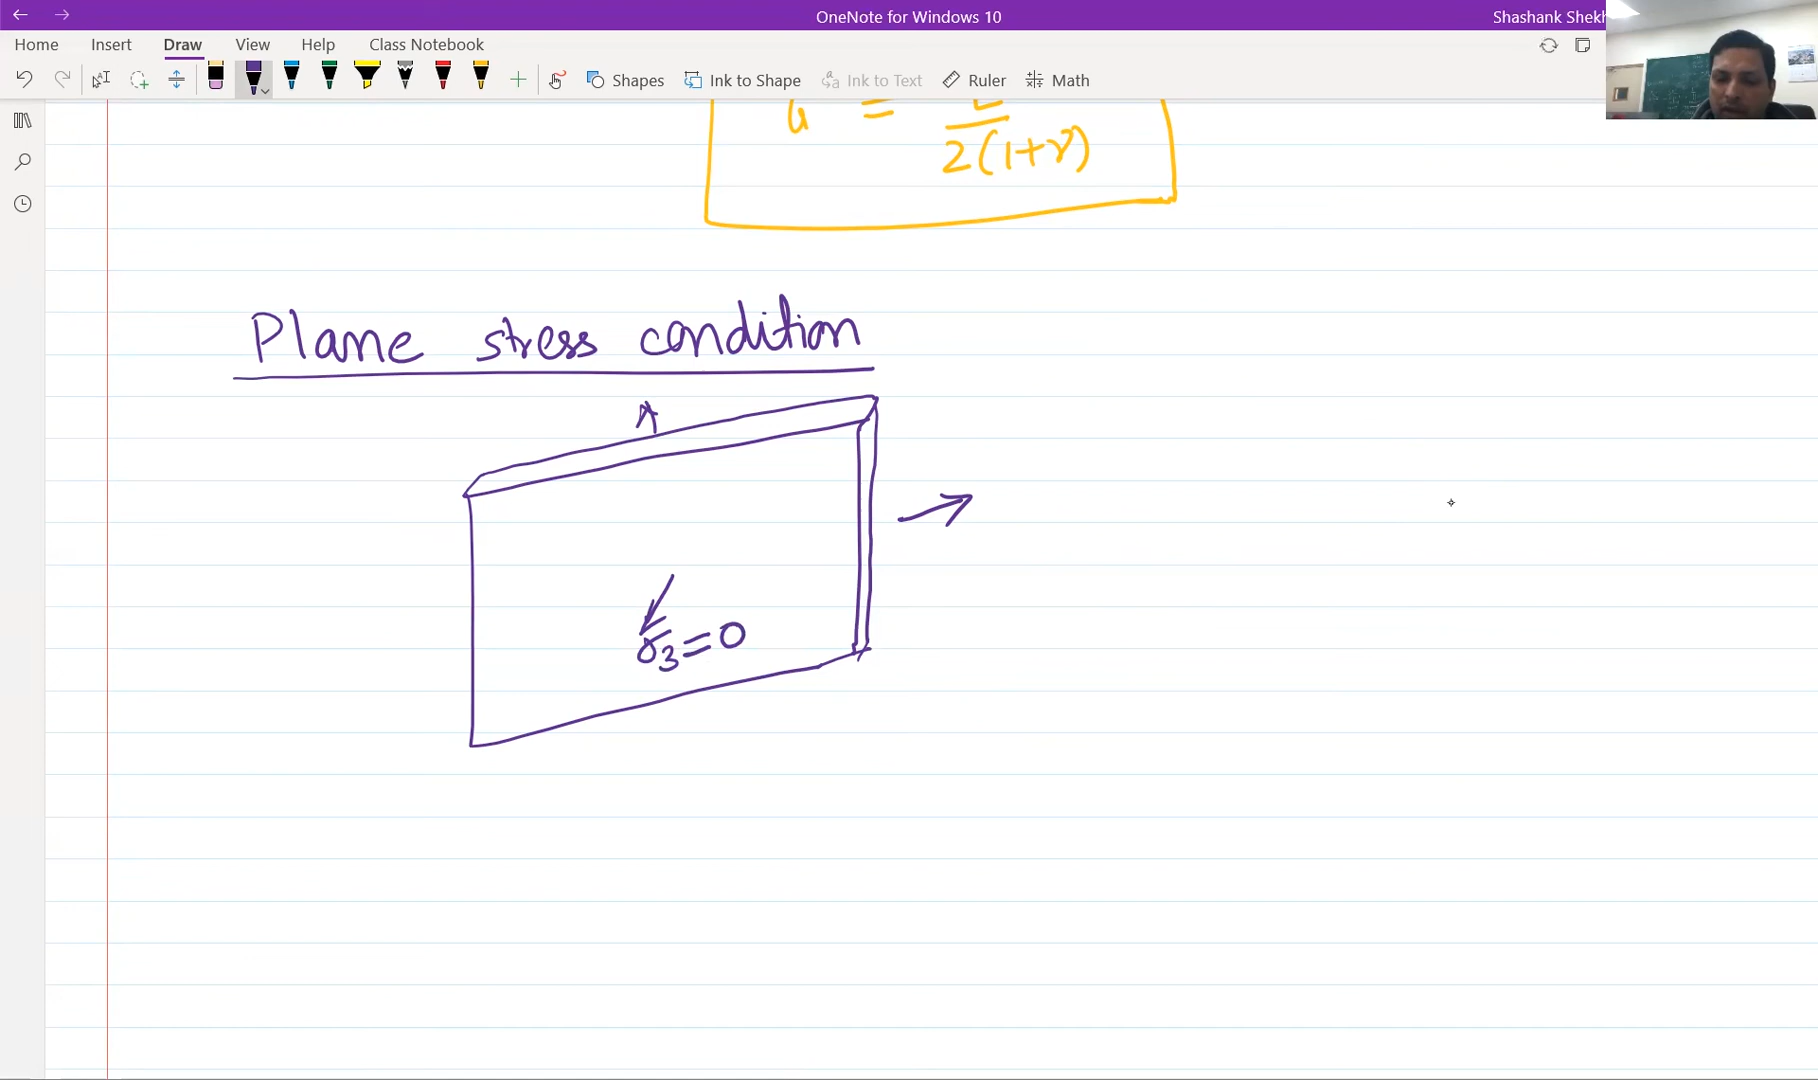 OneNote for Windows 10
Shashank Shekh
Home Insert Draw View Help Class Notebook
Shapes Ink to Shape Ink to Text Ruler Math
=
2(1+ν)
Plane stress condition
σ3=0